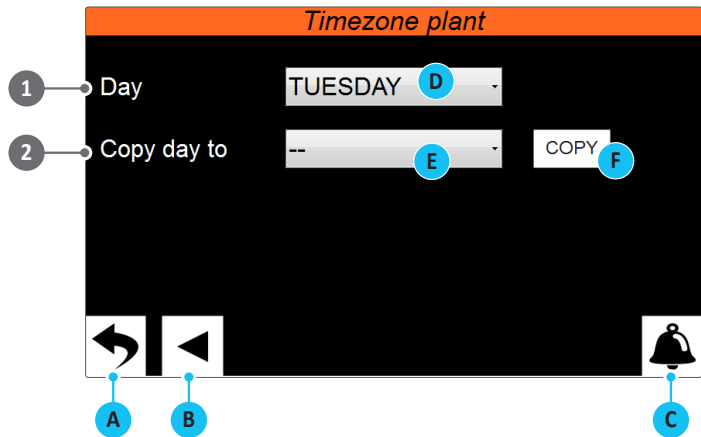 Timezone plant
1 Day TUESDAY D
2 Copy day to -- E COPY F
A B C